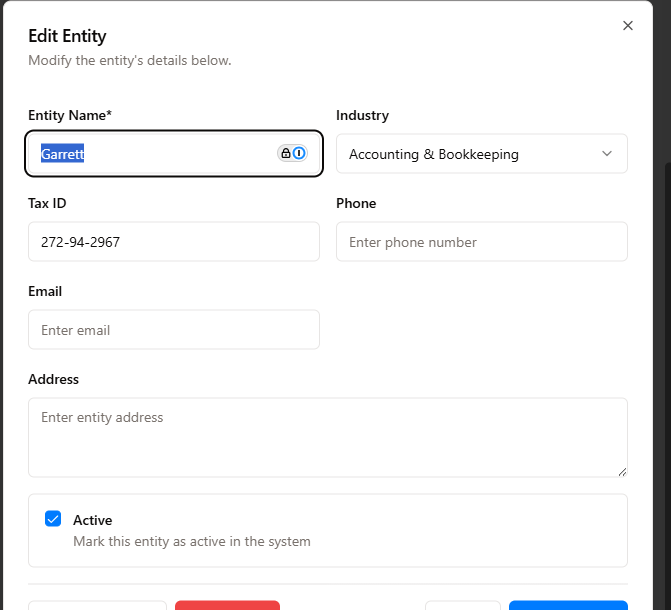 Edit Entity
Modify the entity's details below.
Entity Name*
Industry
Garrett
Accounting & Bookkeeping
Tax ID
Phone
272-94-2967
Enter phone number
Email
Enter email
Address
Enter entity address
Active
Mark this entity as active in the system